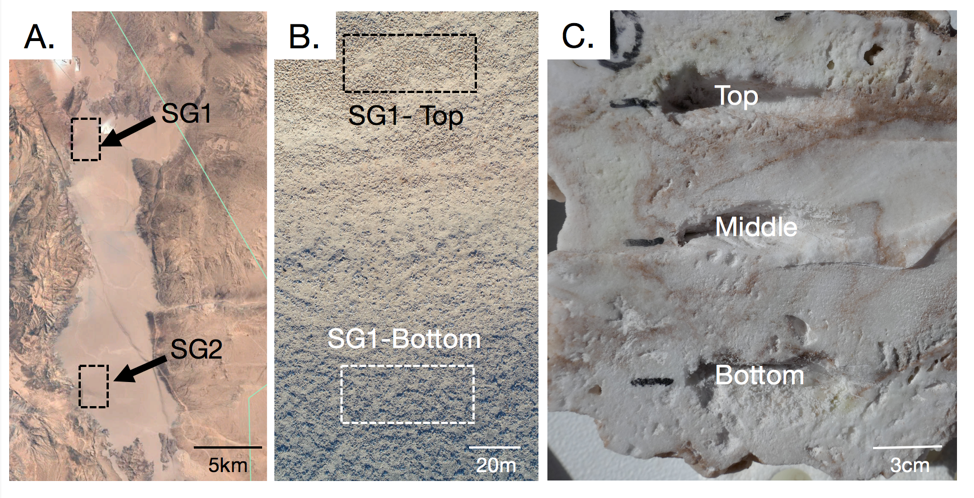 A.
SG1
SG2
5km
B.
SG1- Top
SG1-Bottom
20m
C.
Top
Middle
Bottom
3cm